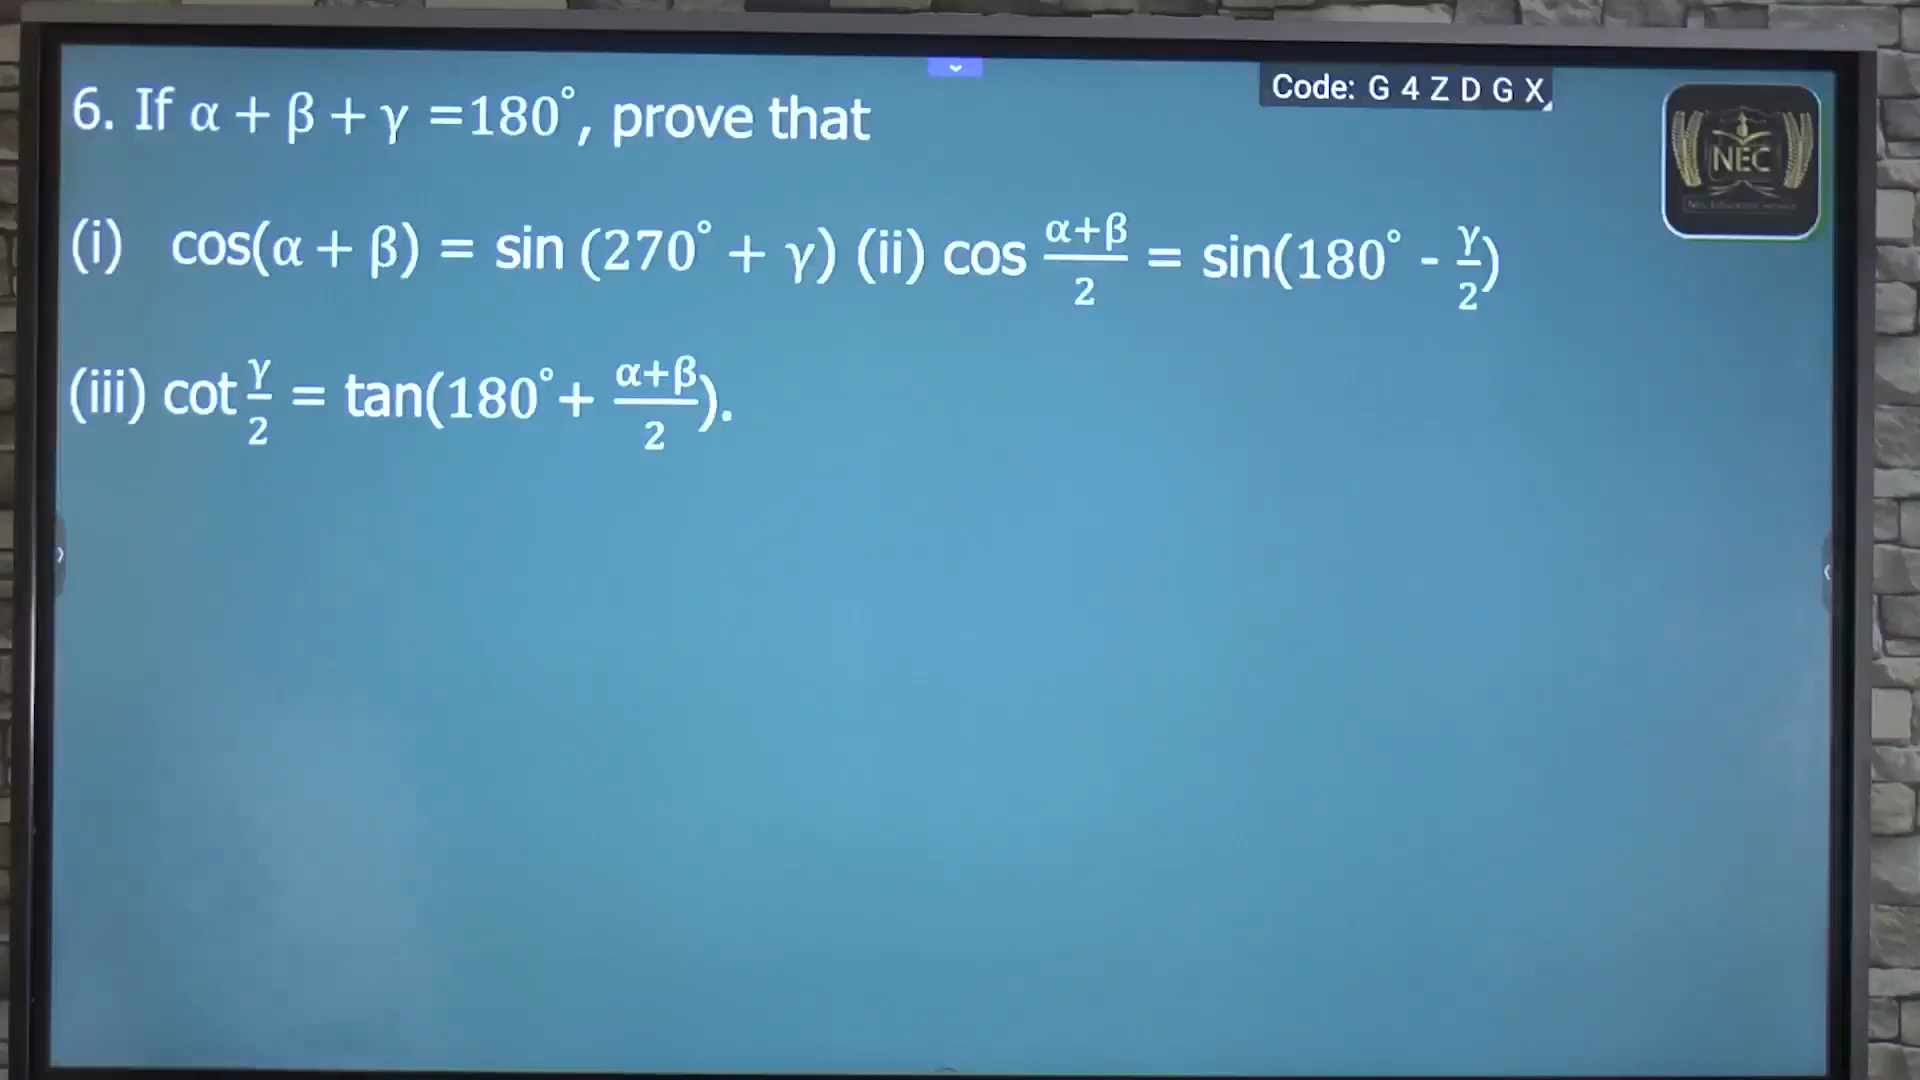 Code: G 4 Z D G X
6. If α + β + γ =180°, prove that
NEC
(i) cos(α + β) = sin (270° + γ) (ii) cos α+β/2 = sin(180° - γ/2)
(iii) cot γ/2 = tan(180°+ α+β/2).